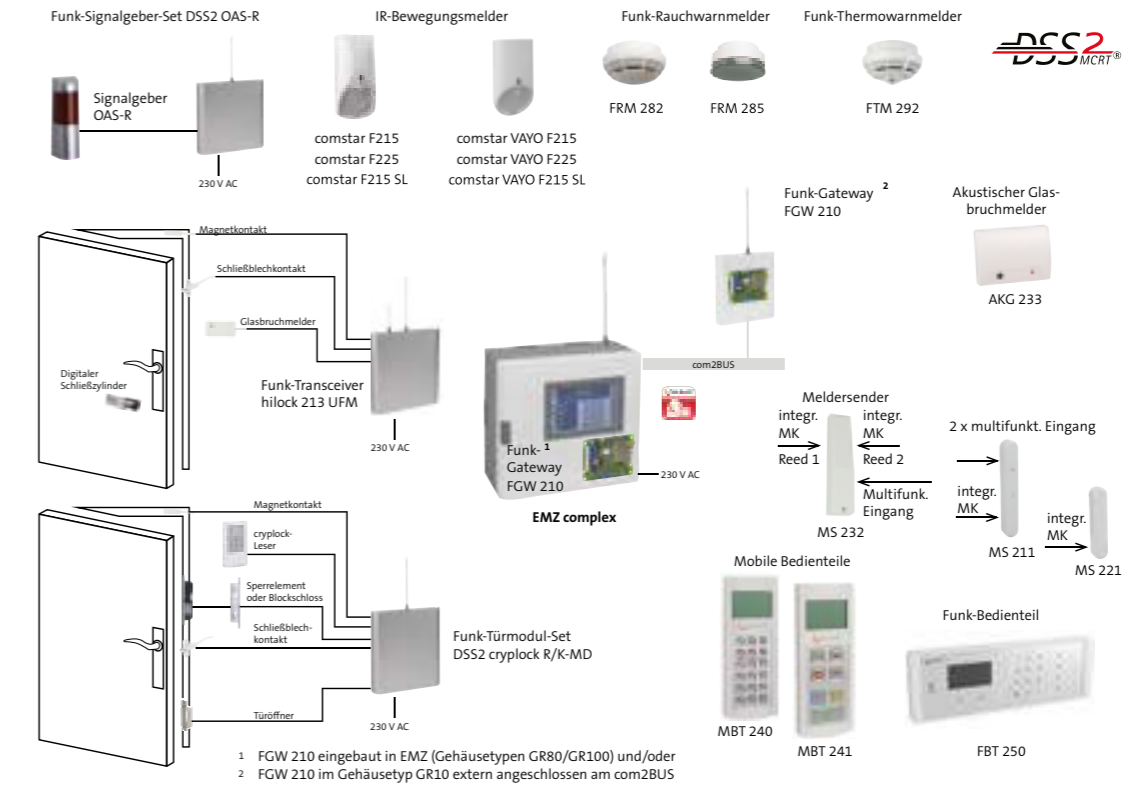 Funk-Signalgeber-Set DSS2 OAS-R
IR-Bewegungsmelder
Funk-Rauchwarnmelder
Funk-Thermowarnmelder
DSS2
MCRT®
Signalgeber
OAS-R
230 V AC
comstar F215
comstar F225
comstar F215 SL
comstar VAYO F215
comstar VAYO F225
comstar VAYO F215 SL
FRM 282
FRM 285
FTM 292
Funk-Gateway 2
FGW 210
Akustischer Glas-
bruchmelder
AKG 233
Magnetkontakt
Schließblechkontakt
Glasbruchmelder
Digitaler
Schließzylinder
Funk-Transceiver
hilock 213 UFM
230 V AC
com2BUS
Funk- 1
Gateway
FGW 210
230 V AC
EMZ complex
Meldersender
integr.
MK
Reed 1
integr.
MK
Reed 2
Multifunk.
Eingang
MS 232
2 x multifunkt. Eingang
integr.
MK
MS 211
integr.
MK
MS 221
Magnetkontakt
cryplock-
Leser
Sperrelement
oder Blockschloss
Schließblech-
kontakt
Türöffner
Funk-Türmodul-Set
DSS2 cryplock R/K-MD
230 V AC
Mobile Bedienteile
MBT 240
MBT 241
Funk-Bedienteil
FBT 250
1 FGW 210 eingebaut in EMZ (Gehäusetypen GR80/GR100) und/oder
2 FGW 210 im Gehäusetyp GR10 extern angeschlossen am com2BUS